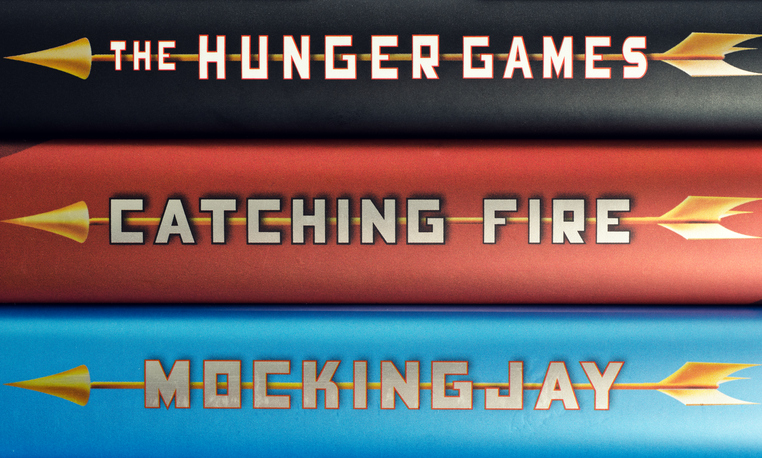 THE HUNGER GAMES
CATCHING FIRE
MOCKINGJAY